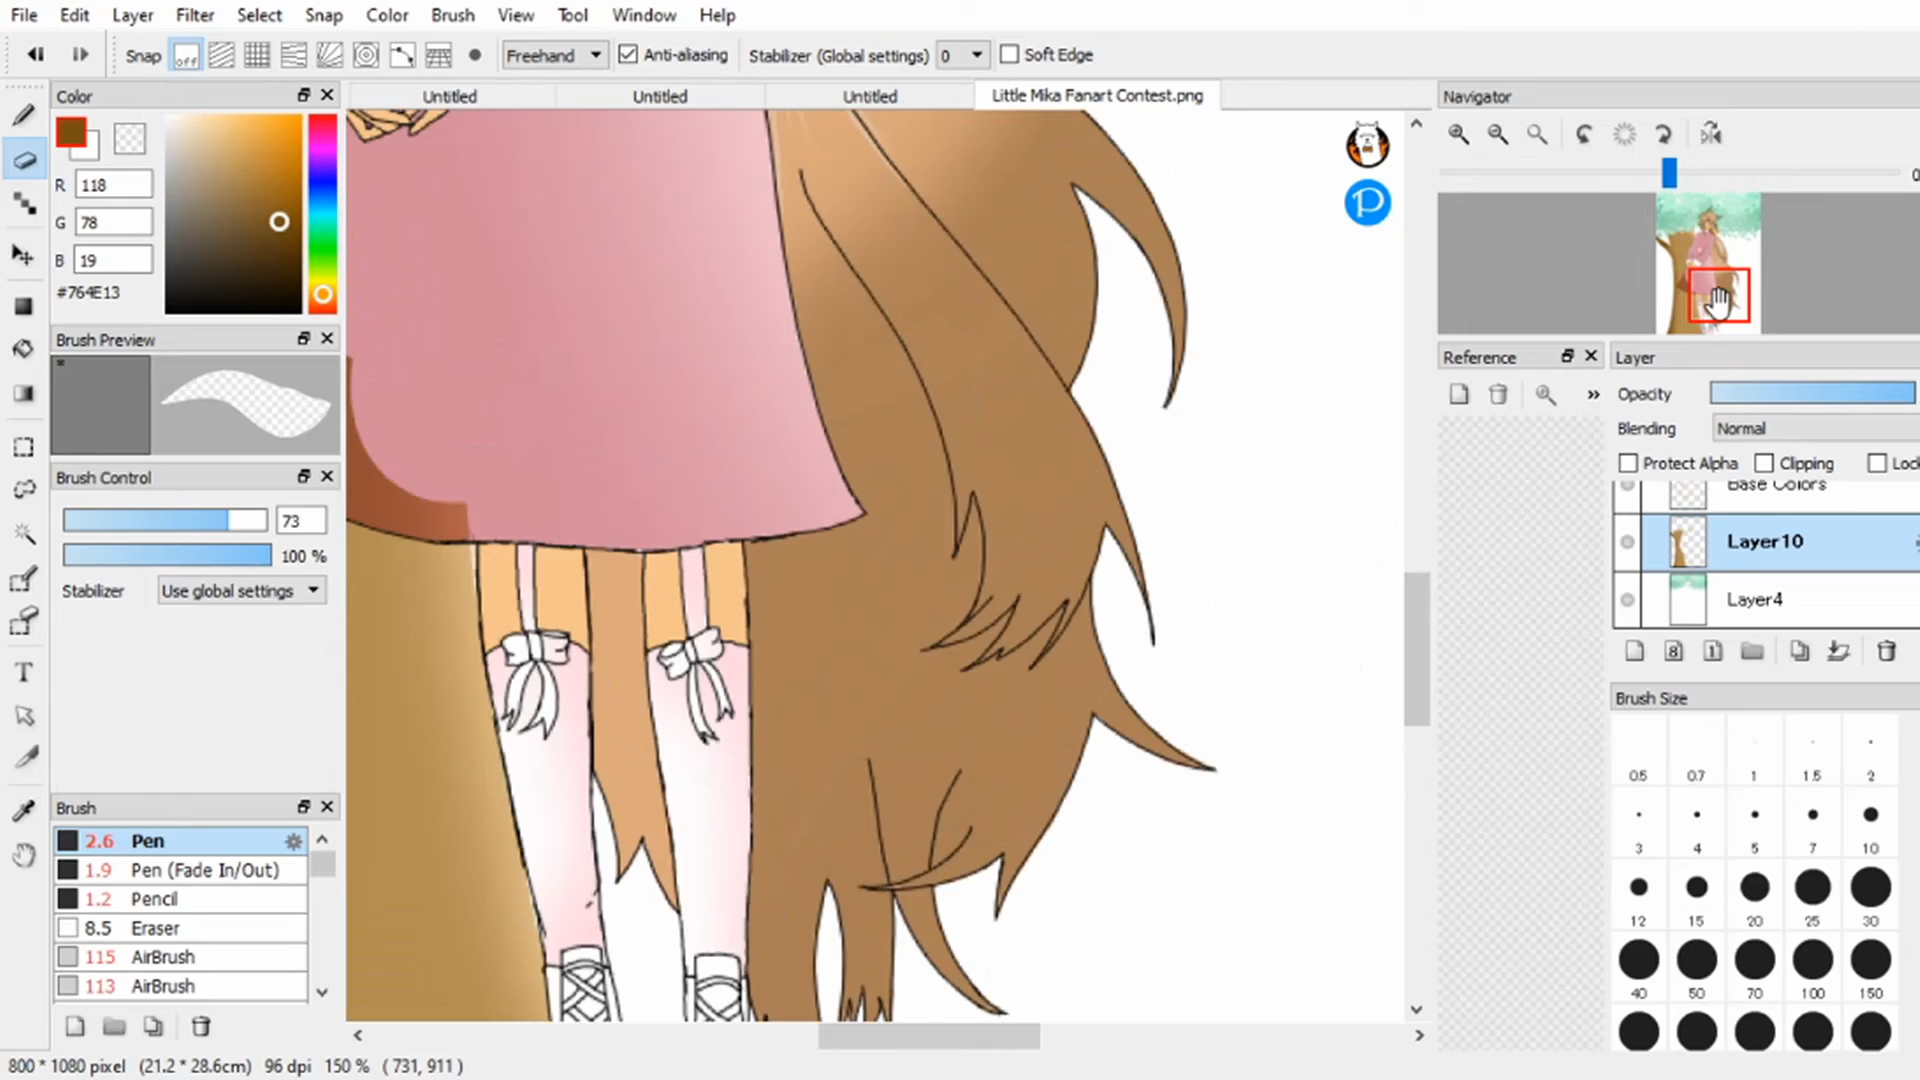 File Edit Layer Filter Select Snap Color Brush View Tool Window Help
Snap off Freehand Anti-aliasing Stabilizer (Global settings) 0 Soft Edge
Color
Untitled Untitled Untitled Little Mika Fanart Contest.png
Navigator
R 118
G 78
B 19
#764E13
0
P
Brush Preview
Reference
Layer
Opacity
Blending Normal
Protect Alpha Clipping Lock
Base Colors
Layer10
Layer4
Brush Control
73
100 %
Stabilizer Use global settings
8 1
Brush Size
0.5 0.7 1 1.5 2
3 4 5 7 10
12 15 20 25 30
40 50 70 100 150
Brush
2.6 Pen
1.9 Pen (Fade In/Out)
1.2 Pencil
8.5 Eraser
115 AirBrush
113 AirBrush
T
800 * 1080 pixel (21.2 * 28.6cm) 96 dpi 150 % ( 731, 911 )